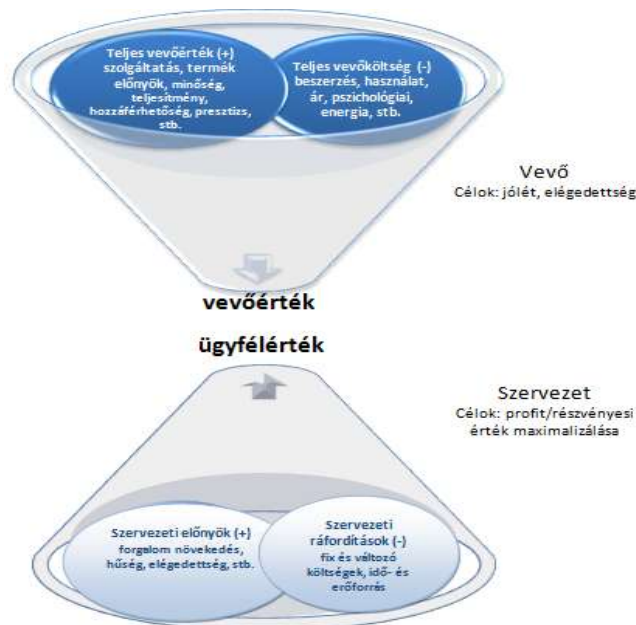 Teljes vevőérték (+)
szolgáltatás, termék
előnyök, minőség,
teljesítmény,
hozzáférhetőség, presztizs,
stb.
Teljes vevőköltség (-)
beszerzés, használat,
ár, pszichológiai,
energia, stb.
Vevő
Célok: jólét, elégedettség
vevőérték
ügyfélérték
Szervezet
Célok: profit/részvényesi
érték maximalizálása
Szervezeti előnyök (+)
forgalom növekedés,
hűség, elégedettség, stb.
Szervezeti
ráfordítások (-)
fix és változó
költségek, idő- és
erőforrás